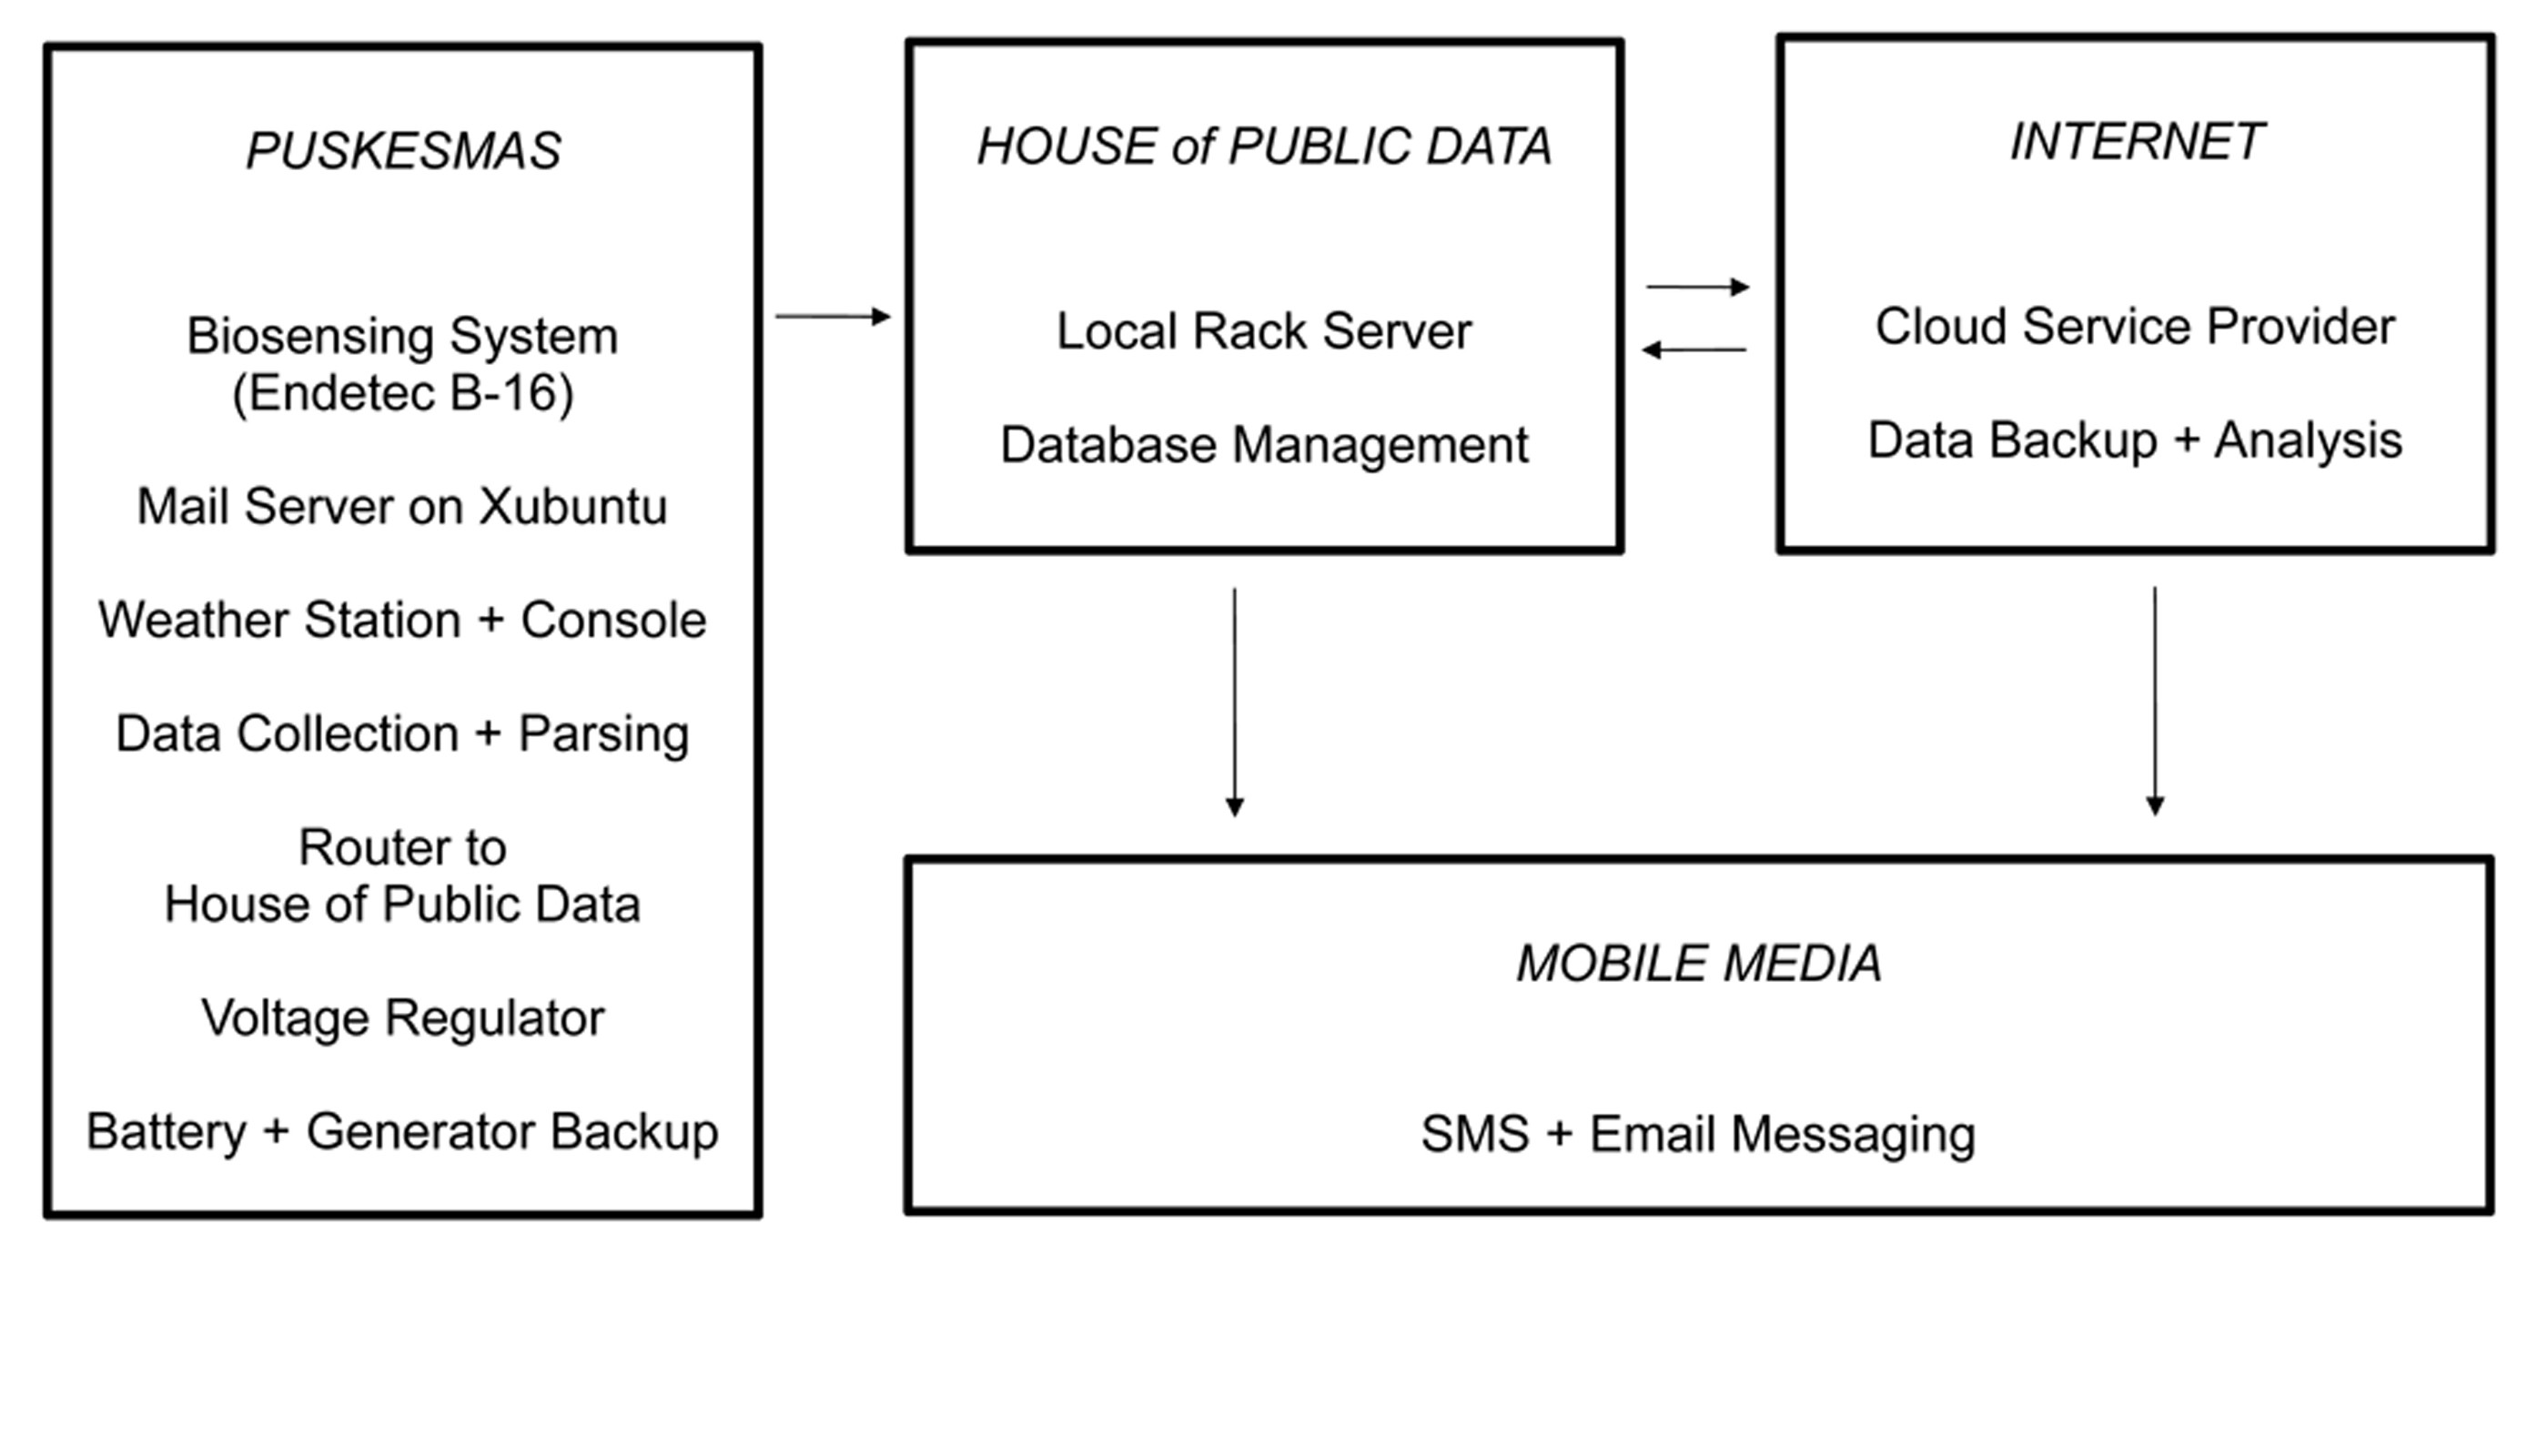 PUSKESMAS
Biosensing System
(Endetec B-16)
Mail Server on Xubuntu
Weather Station + Console
Data Collection + Parsing
Router to
House of Public Data
Voltage Regulator
Battery + Generator Backup
HOUSE of PUBLIC DATA
Local Rack Server
Database Management
INTERNET
Cloud Service Provider
Data Backup + Analysis
MOBILE MEDIA
SMS + Email Messaging